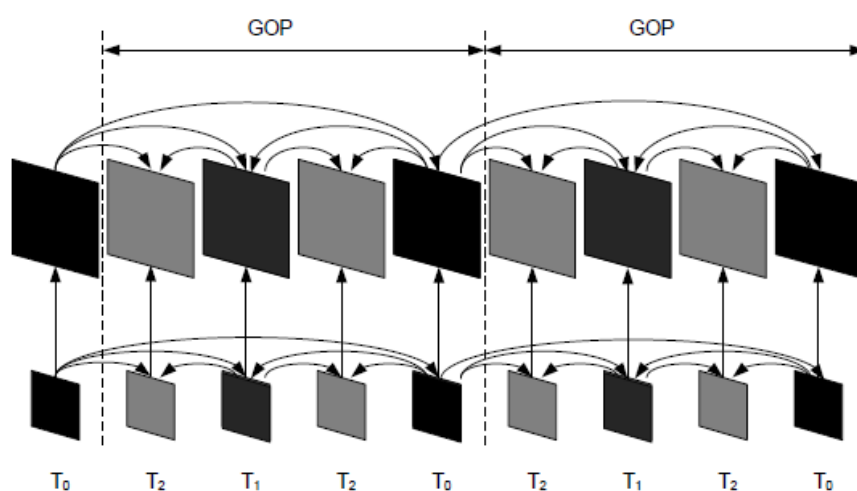 GOP GOP
T₀ T₂ T₁ T₂ T₀ T₂ T₁ T₂ T₀